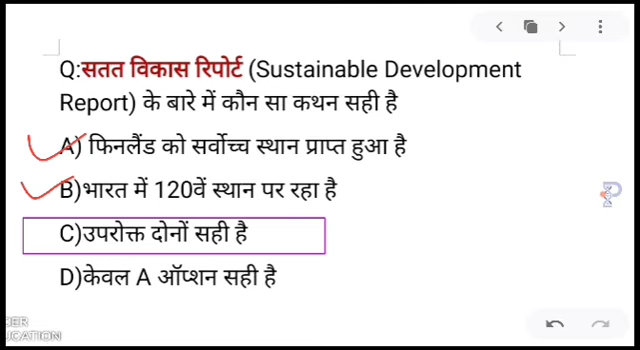 Q:सतत विकास रिपोर्ट (Sustainable Development
Report) के बारे में कौन सा कथन सही है
A) फिनलैंड को सर्वोच्च स्थान प्राप्त हुआ है
B)भारत में 120वें स्थान पर रहा है
C)उपरोक्त दोनों सही है
D)केवल A ऑप्शन सही है